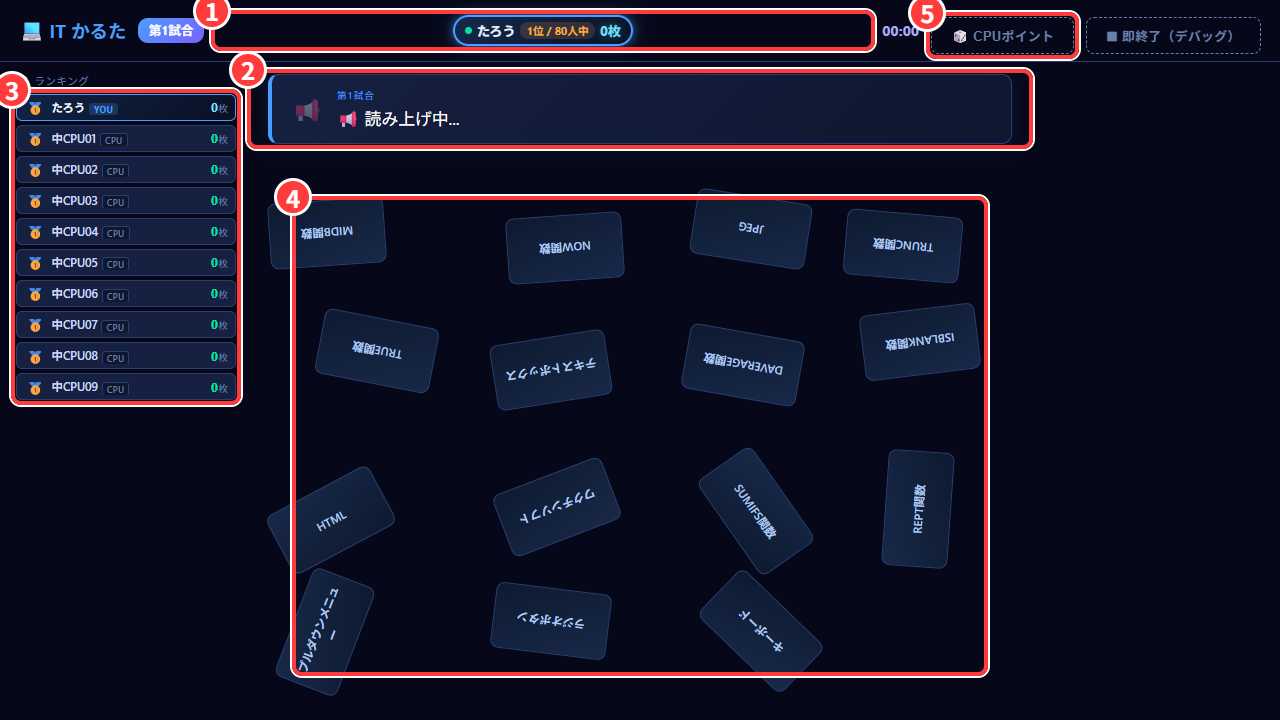 💻 IT かるた
第1試合
1
たろう 1位 / 80人中 0枚
00:00
5
🎲 CPUポイント
■ 即終了（デバッグ）
2
第1試合
📢 読み上げ中...
ランキング
3
🏅 たろう YOU 0枚
🏅 中CPU01 CPU 0枚
🏅 中CPU02 CPU 0枚
🏅 中CPU03 CPU 0枚
🏅 中CPU04 CPU 0枚
🏅 中CPU05 CPU 0枚
🏅 中CPU06 CPU 0枚
🏅 中CPU07 CPU 0枚
🏅 中CPU08 CPU 0枚
🏅 中CPU09 CPU 0枚
4
MIDB関数
NOW関数
JPEG
TRUNC関数
TRUE関数
テキストボックス
DAVERAGE関数
ISBLANK関数
HTML
ワクチンソフト
SUMIFS関数
REPT関数
プルダウンメニュ
ー
ラジオボタン
キーボード